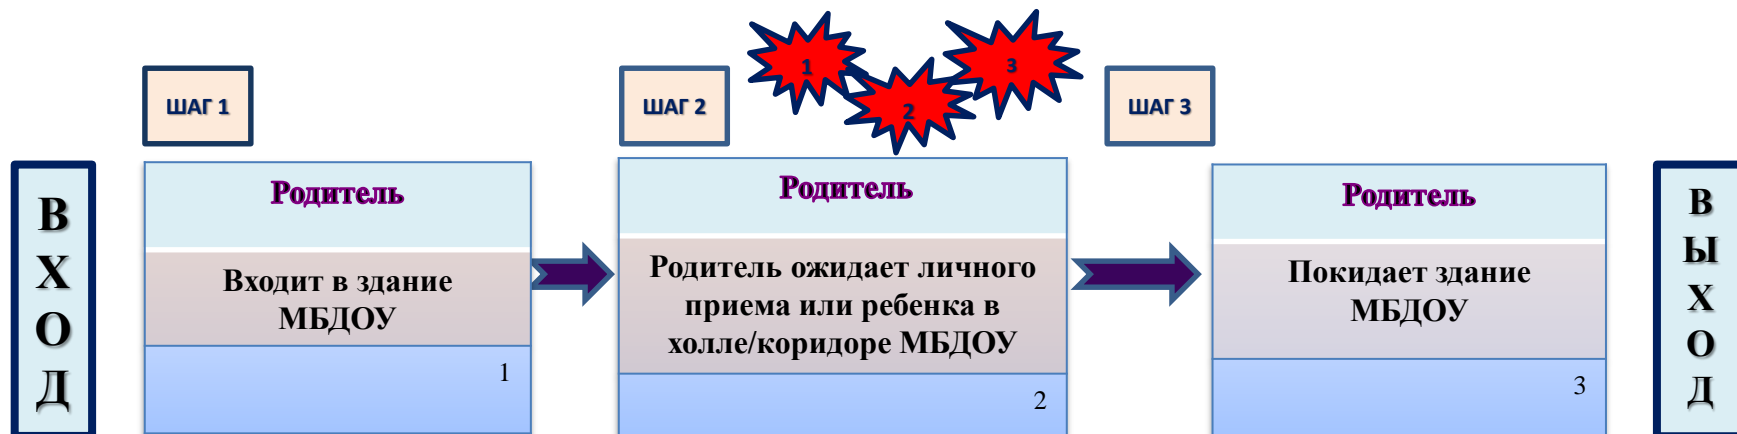 1
3
2
ШАГ 1
ШАГ 2
ШАГ 3
ВХОД
Родитель
Входит в здание
МБДОУ
1
Родитель
Родитель ожидает личного
приема или ребенка в
холле/коридоре МБДОУ
2
Родитель
Покидает здание
МБДОУ
3
ВЫХОД